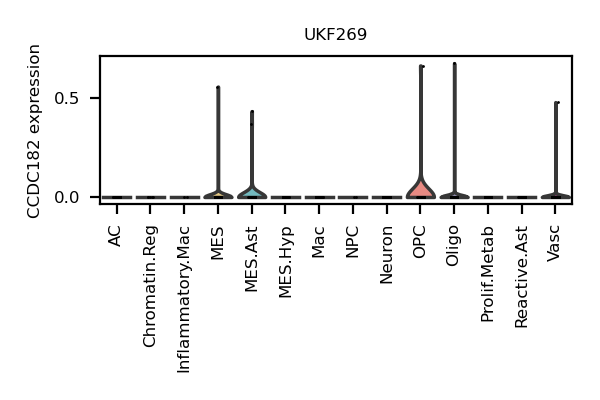 UKF269
CCDC182 expression
0.5
0.0
AC
Chromatin.Reg
Inflammatory.Mac
MES
MES.Ast
MES.Hyp
Mac
NPC
Neuron
OPC
Oligo
Prolif.Metab
Reactive.Ast
Vasc